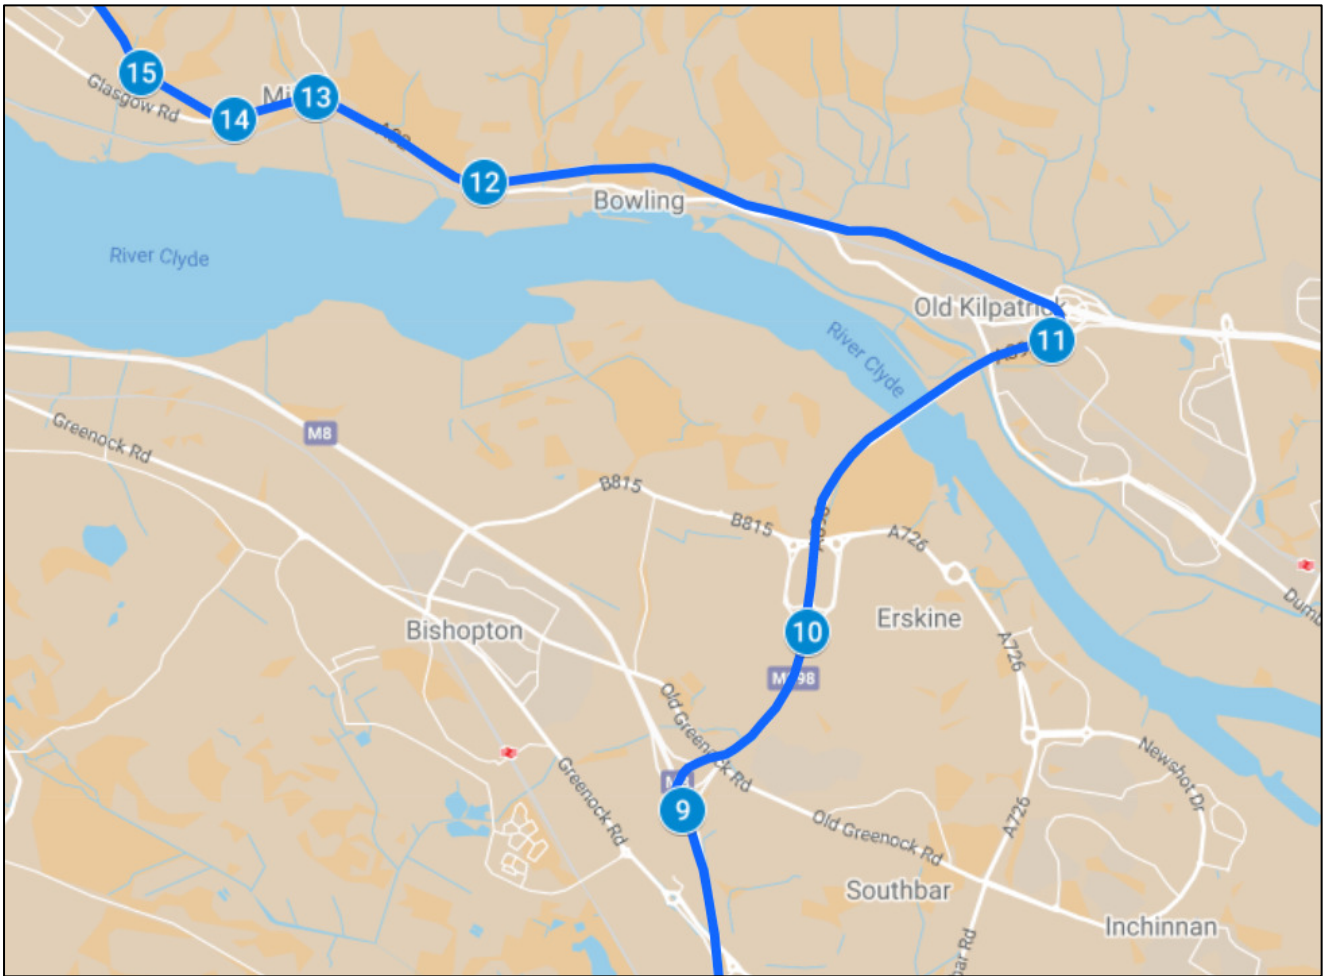 15
Glasgow Rd
14
13
12
Bowling
River Clyde
Old Kilpatrick
11
River Clyde
M8
Greenock Rd
B815
B815
A726
10
Erskine
Bishopton
A726
Old Greenock Rd
Newshot Dr
9
Greenock Rd
Old Greenock Rd
A726
Southbar
Inchinnan